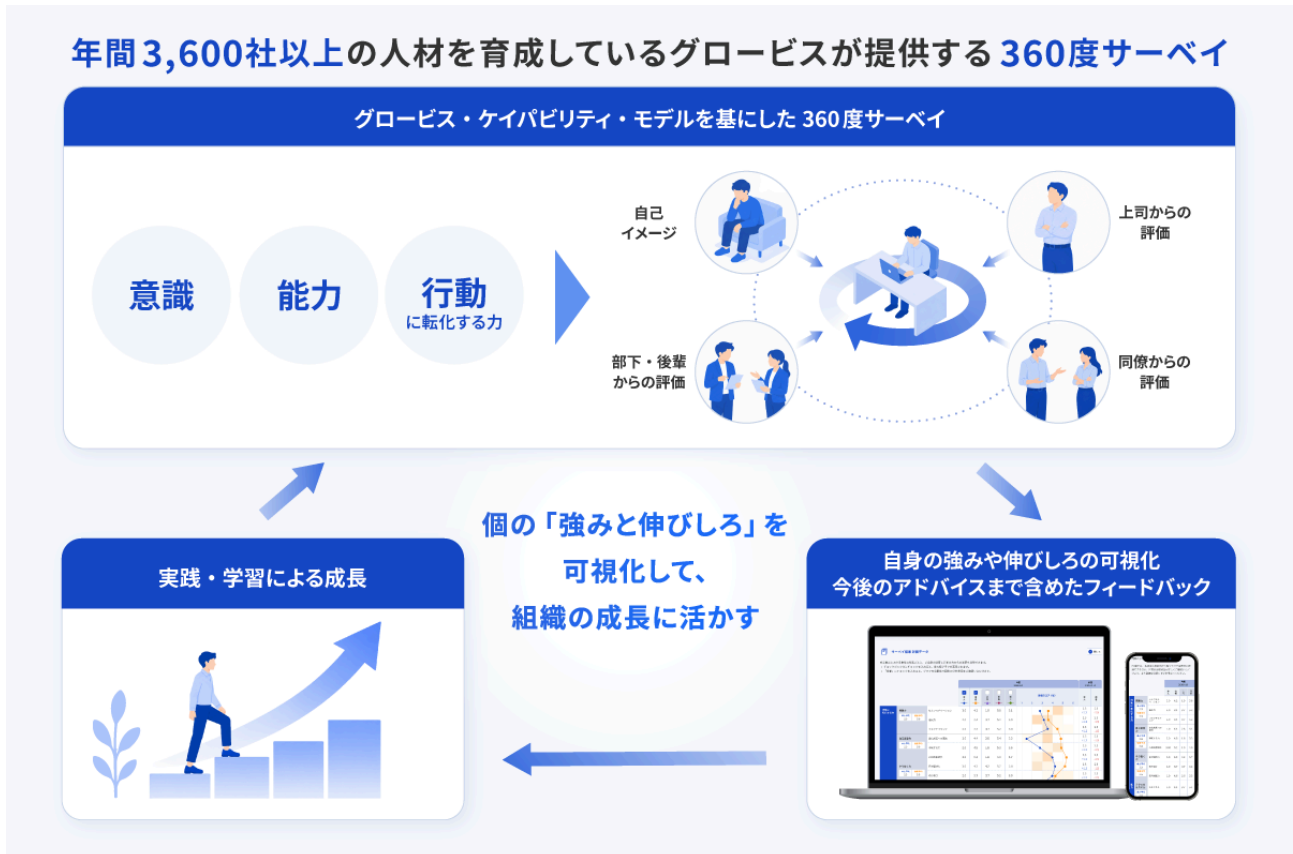 年間3,600社以上の人材を育成しているグロービスが提供する 360度サーベイ
グロービス・ケイパビリティ・モデルを基にした 360度サーベイ
意識
能力
行動
に転化する力
自己
イメージ
上司からの
評価
部下・後輩
からの評価
同僚からの
評価
個の「強みと伸びしろ」を
可視化して、
組織の成長に活かす
実践・学習による成長
自身の強みや伸びしろの可視化
今後のアドバイスまで含めたフィードバック